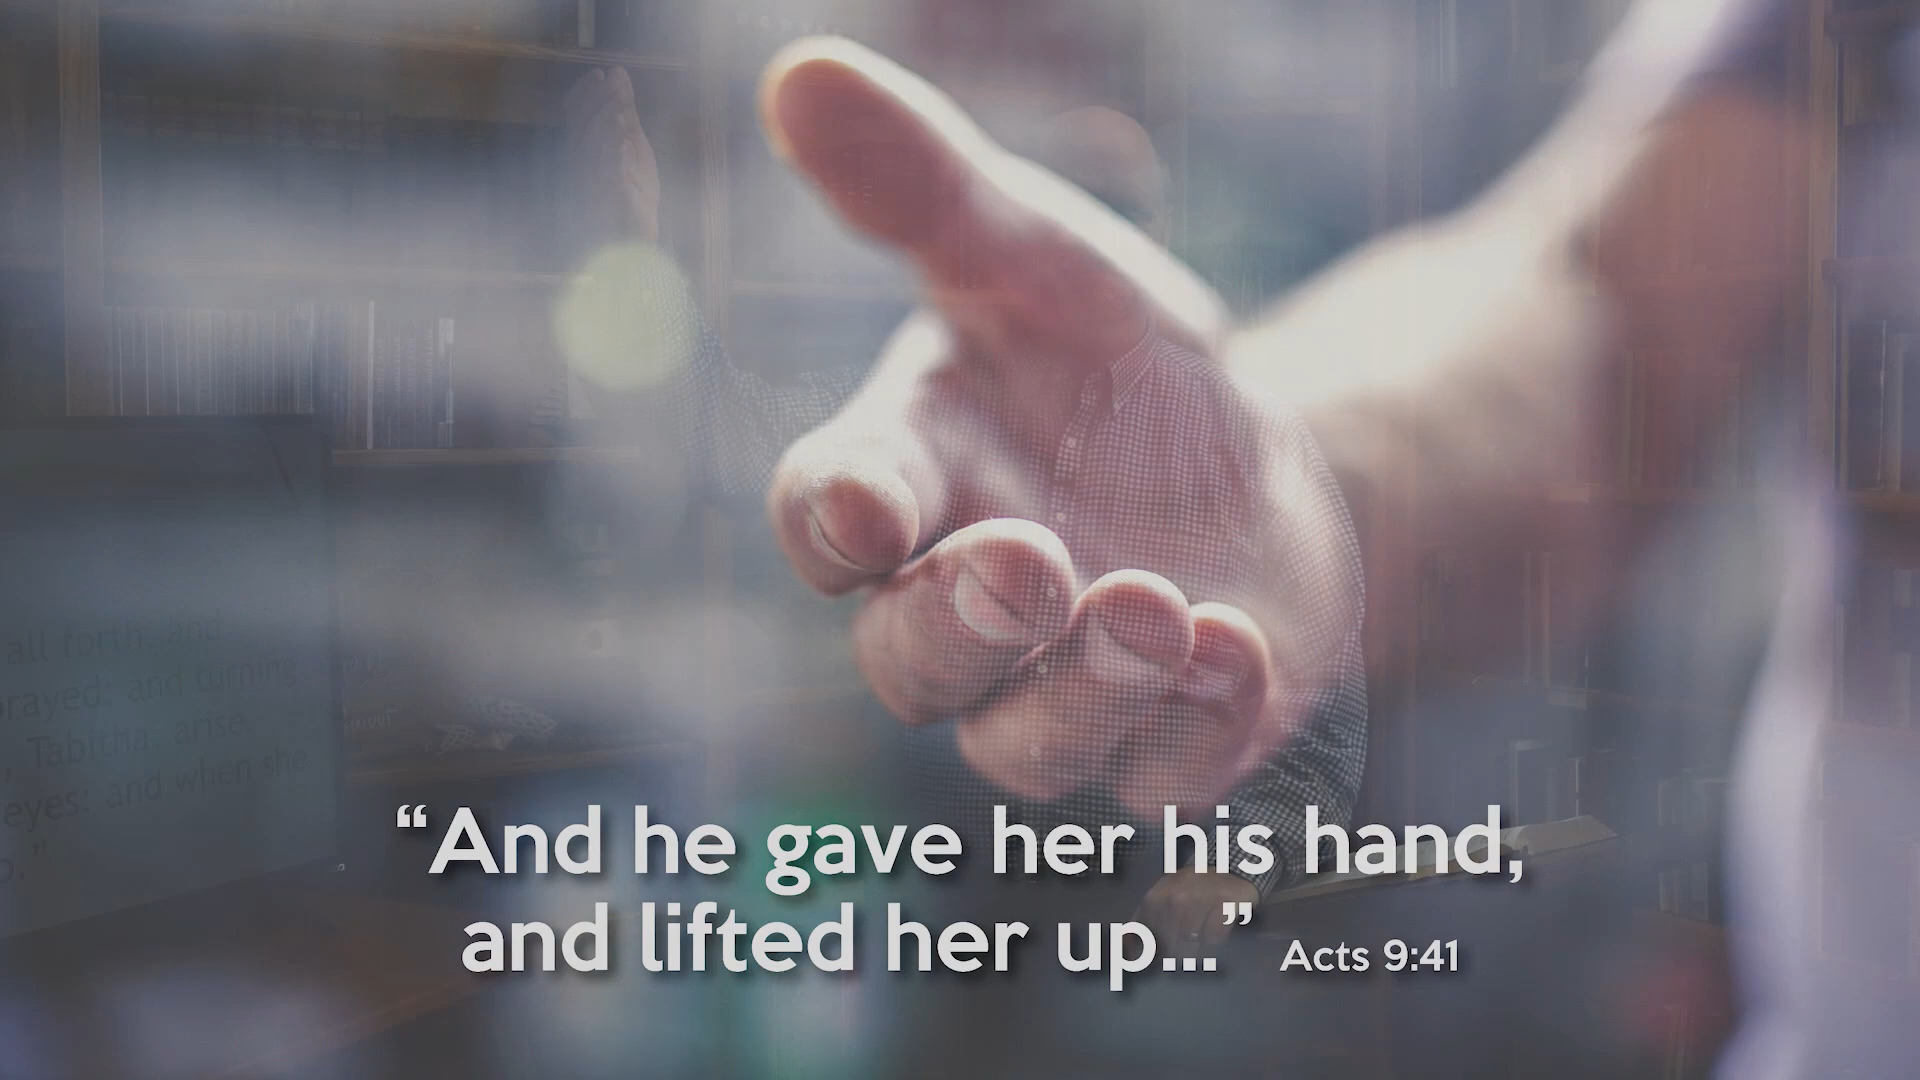 all forth, and
prayed; and turning
, Tabitha, arise.
eyes: and when she
p.”
“And he gave her his hand,
and lifted her up...” Acts 9:41